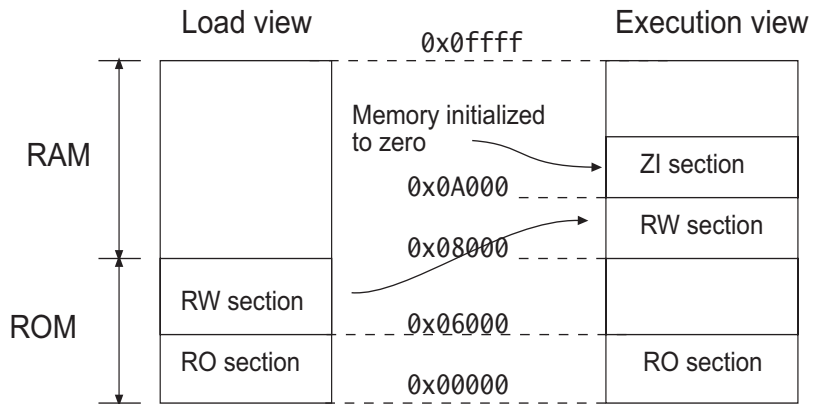 Load view
0x0ffff
Execution view
Memory initialized
to zero
RAM
ZI section
0x0A000
RW section
0x08000
RW section
ROM
0x06000
RO section
RO section
0x00000